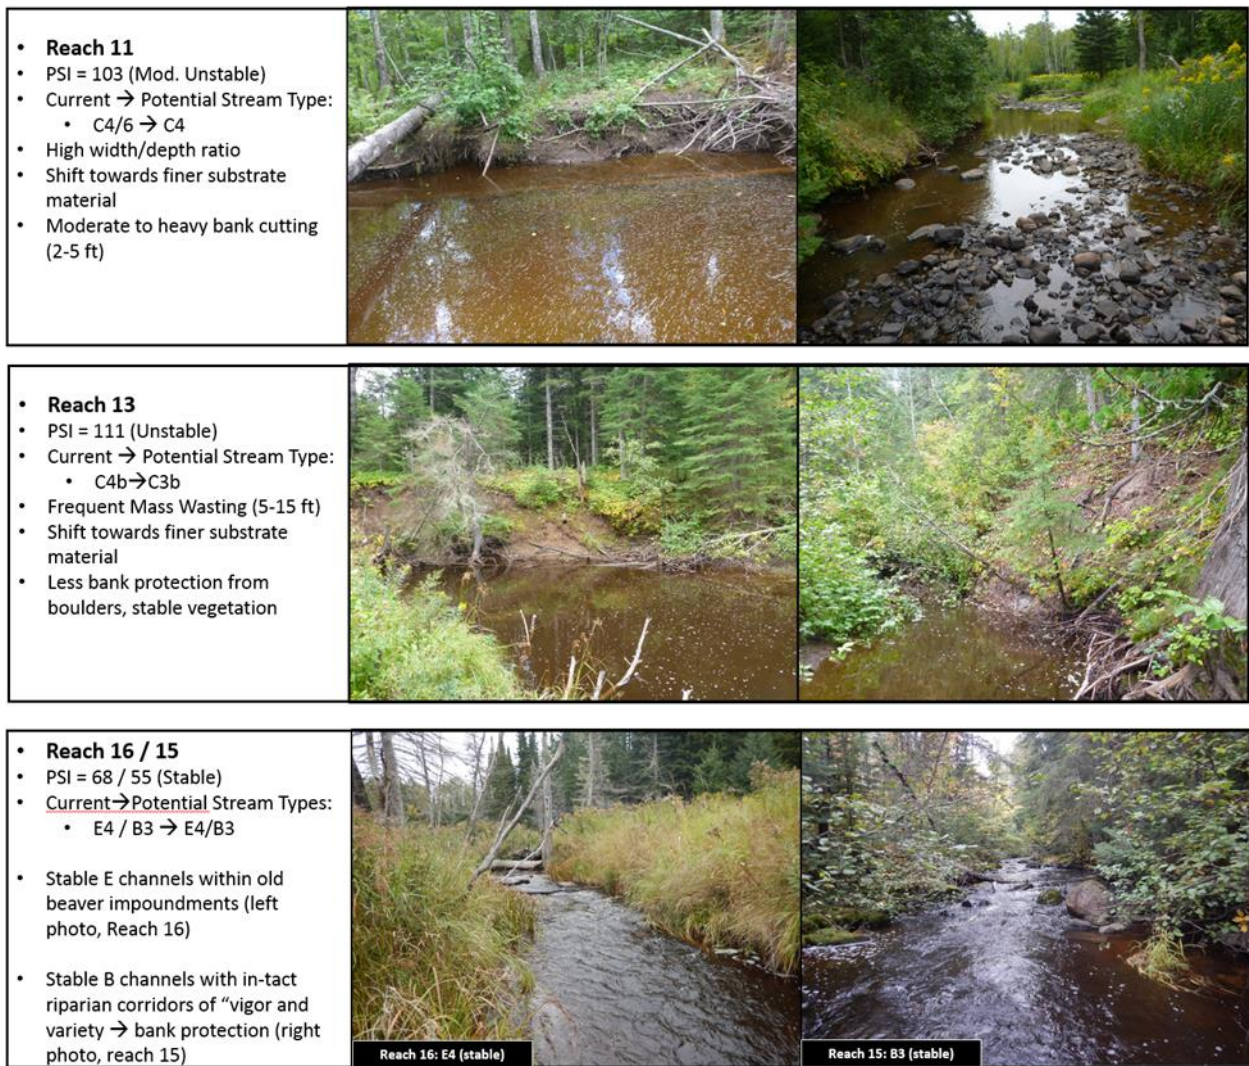 • Reach 11
• PSI = 103 (Mod. Unstable)
• Current → Potential Stream Type:
• C4/6 → C4
• High width/depth ratio
• Shift towards finer substrate
material
• Moderate to heavy bank cutting
(2-5 ft)
• Reach 13
• PSI = 111 (Unstable)
• Current → Potential Stream Type:
• C4b→C3b
• Frequent Mass Wasting (5-15 ft)
• Shift towards finer substrate
material
• Less bank protection from
boulders, stable vegetation
• Reach 16 / 15
• PSI = 68 / 55 (Stable)
• Current→Potential Stream Types:
• E4 / B3 → E4/B3
• Stable E channels within old
beaver impoundments (left
photo, Reach 16)
• Stable B channels with in-tact
riparian corridors of “vigor and
variety → bank protection (right
photo, reach 15)
Reach 16: E4 (stable)
Reach 15: B3 (stable)